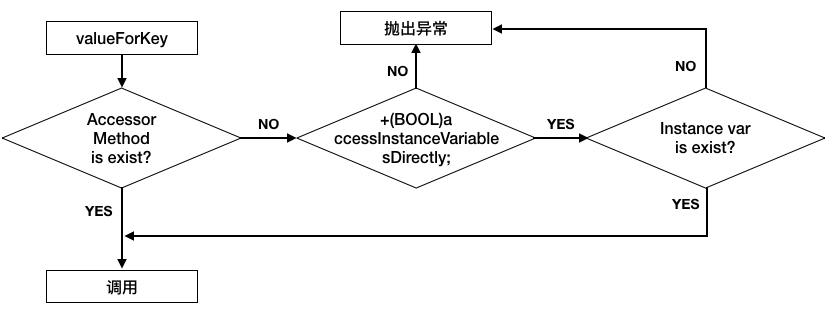 valueForKey
抛出异常
Accessor
Method
is exist?
NO
NO
+(BOOL)a
ccessInstanceVariable
sDirectly;
YES
NO
Instance var
is exist?
YES
YES
调用